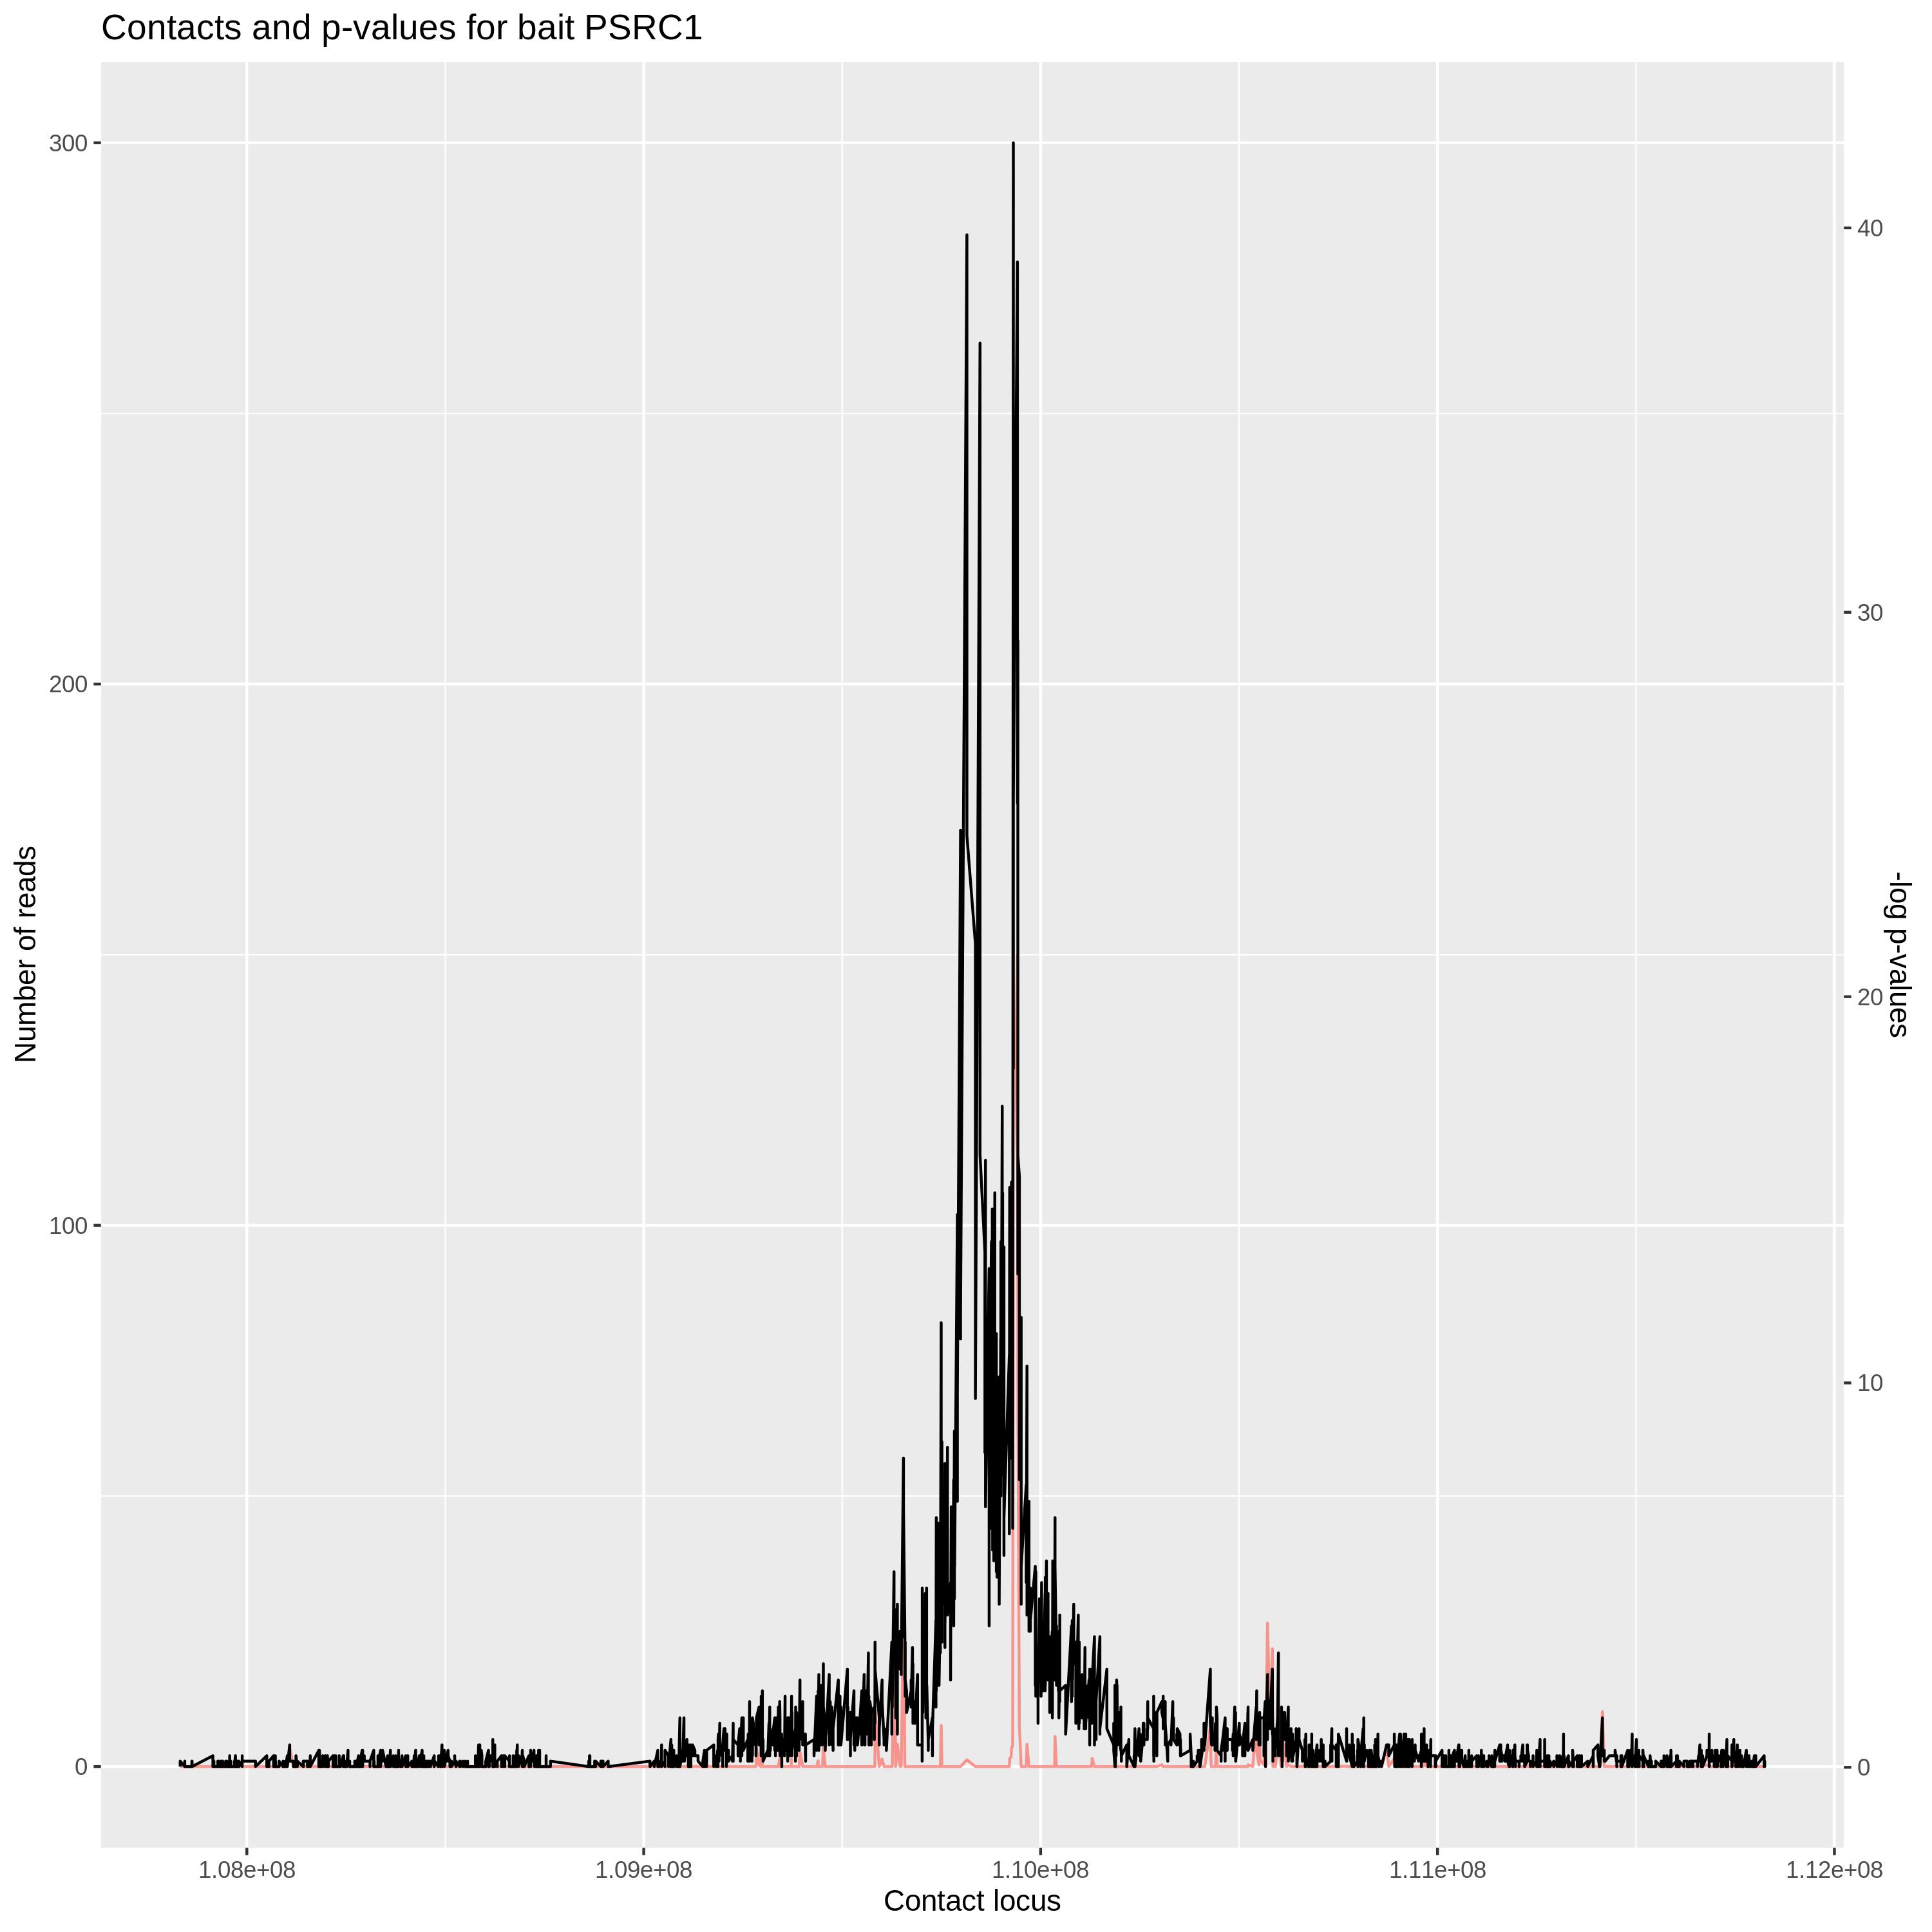 Contacts and p-values for bait PSRC1
300
200
100
0
Number of reads
40
30
20
10
0
-log p-values
1.08e+08
1.09e+08
1.10e+08
1.11e+08
1.12e+08
Contact locus